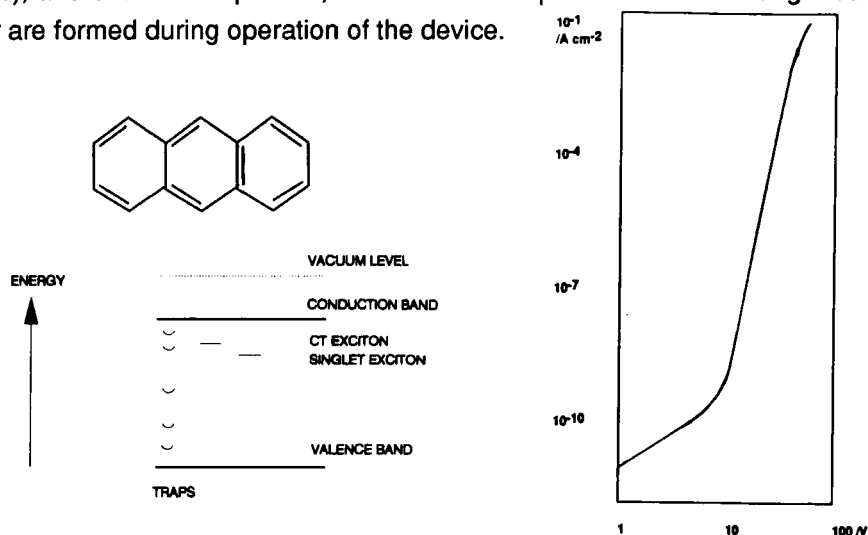 r are formed during operation of the device.
10⁻¹
/A cm⁻²
10⁻⁴
10⁻⁷
10⁻¹⁰
1 10 100 /V
ENERGY
VACUUM LEVEL
CONDUCTION BAND
CT EXCITON
SINGLET EXCITON
VALENCE BAND
TRAPS